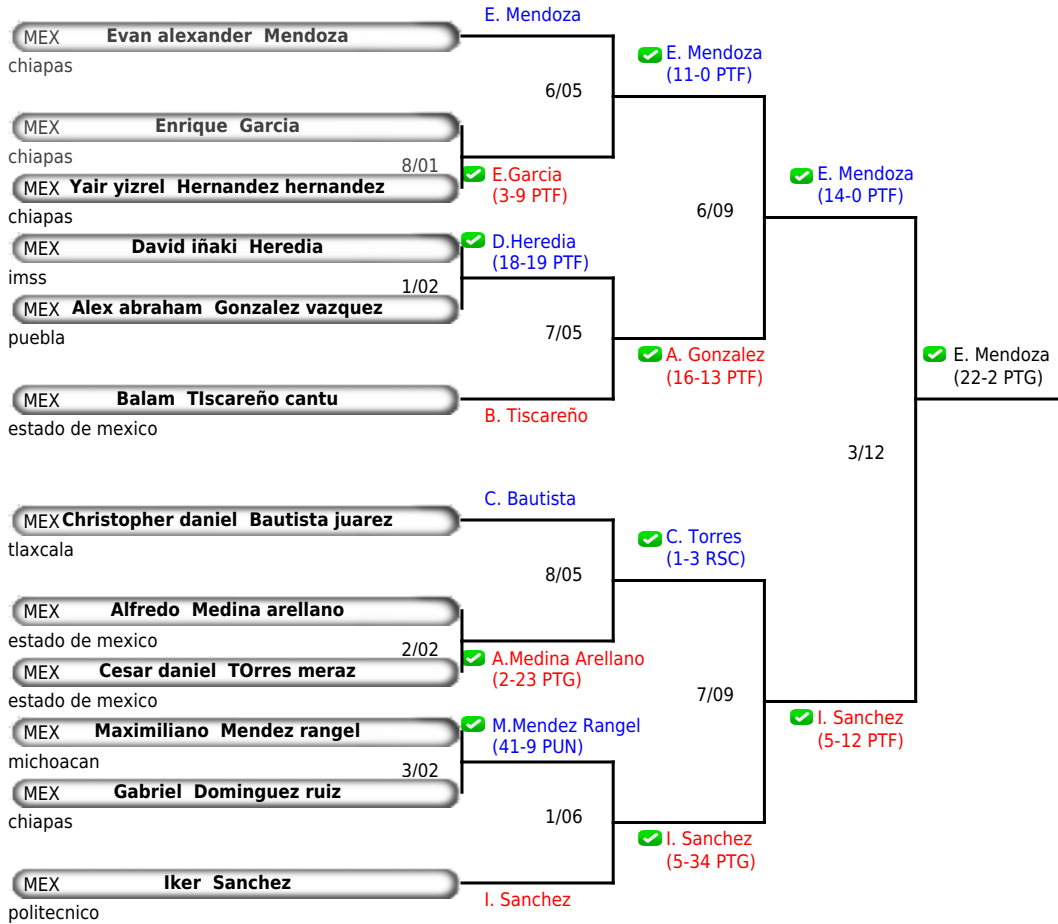 E. Mendoza
MEX Evan alexander Mendoza
chiapas
E. Mendoza
(11-0 PTF)
6/05
MEX Enrique Garcia
chiapas
8/01
E.Garcia
(3-9 PTF)
MEX Yair yizrel Hernandez hernandez
chiapas
E. Mendoza
(14-0 PTF)
6/09
MEX David iñaki Heredia
imss
D.Heredia
(18-19 PTF)
1/02
MEX Alex abraham Gonzalez vazquez
puebla
7/05
A. Gonzalez
(16-13 PTF)
E. Mendoza
(22-2 PTG)
MEX Balam TIscareño cantu
estado de mexico
B. Tiscareño
3/12
C. Bautista
MEX Christopher daniel Bautista juarez
tlaxcala
C. Torres
(1-3 RSC)
8/05
MEX Alfredo Medina arellano
estado de mexico
2/02
A.Medina Arellano
(2-23 PTG)
MEX Cesar daniel TOrres meraz
estado de mexico
7/09
I. Sanchez
(5-12 PTF)
MEX Maximiliano Mendez rangel
michoacan
M.Mendez Rangel
(41-9 PUN)
3/02
MEX Gabriel Dominguez ruiz
chiapas
1/06
I. Sanchez
(5-34 PTG)
MEX Iker Sanchez
politecnico
I. Sanchez